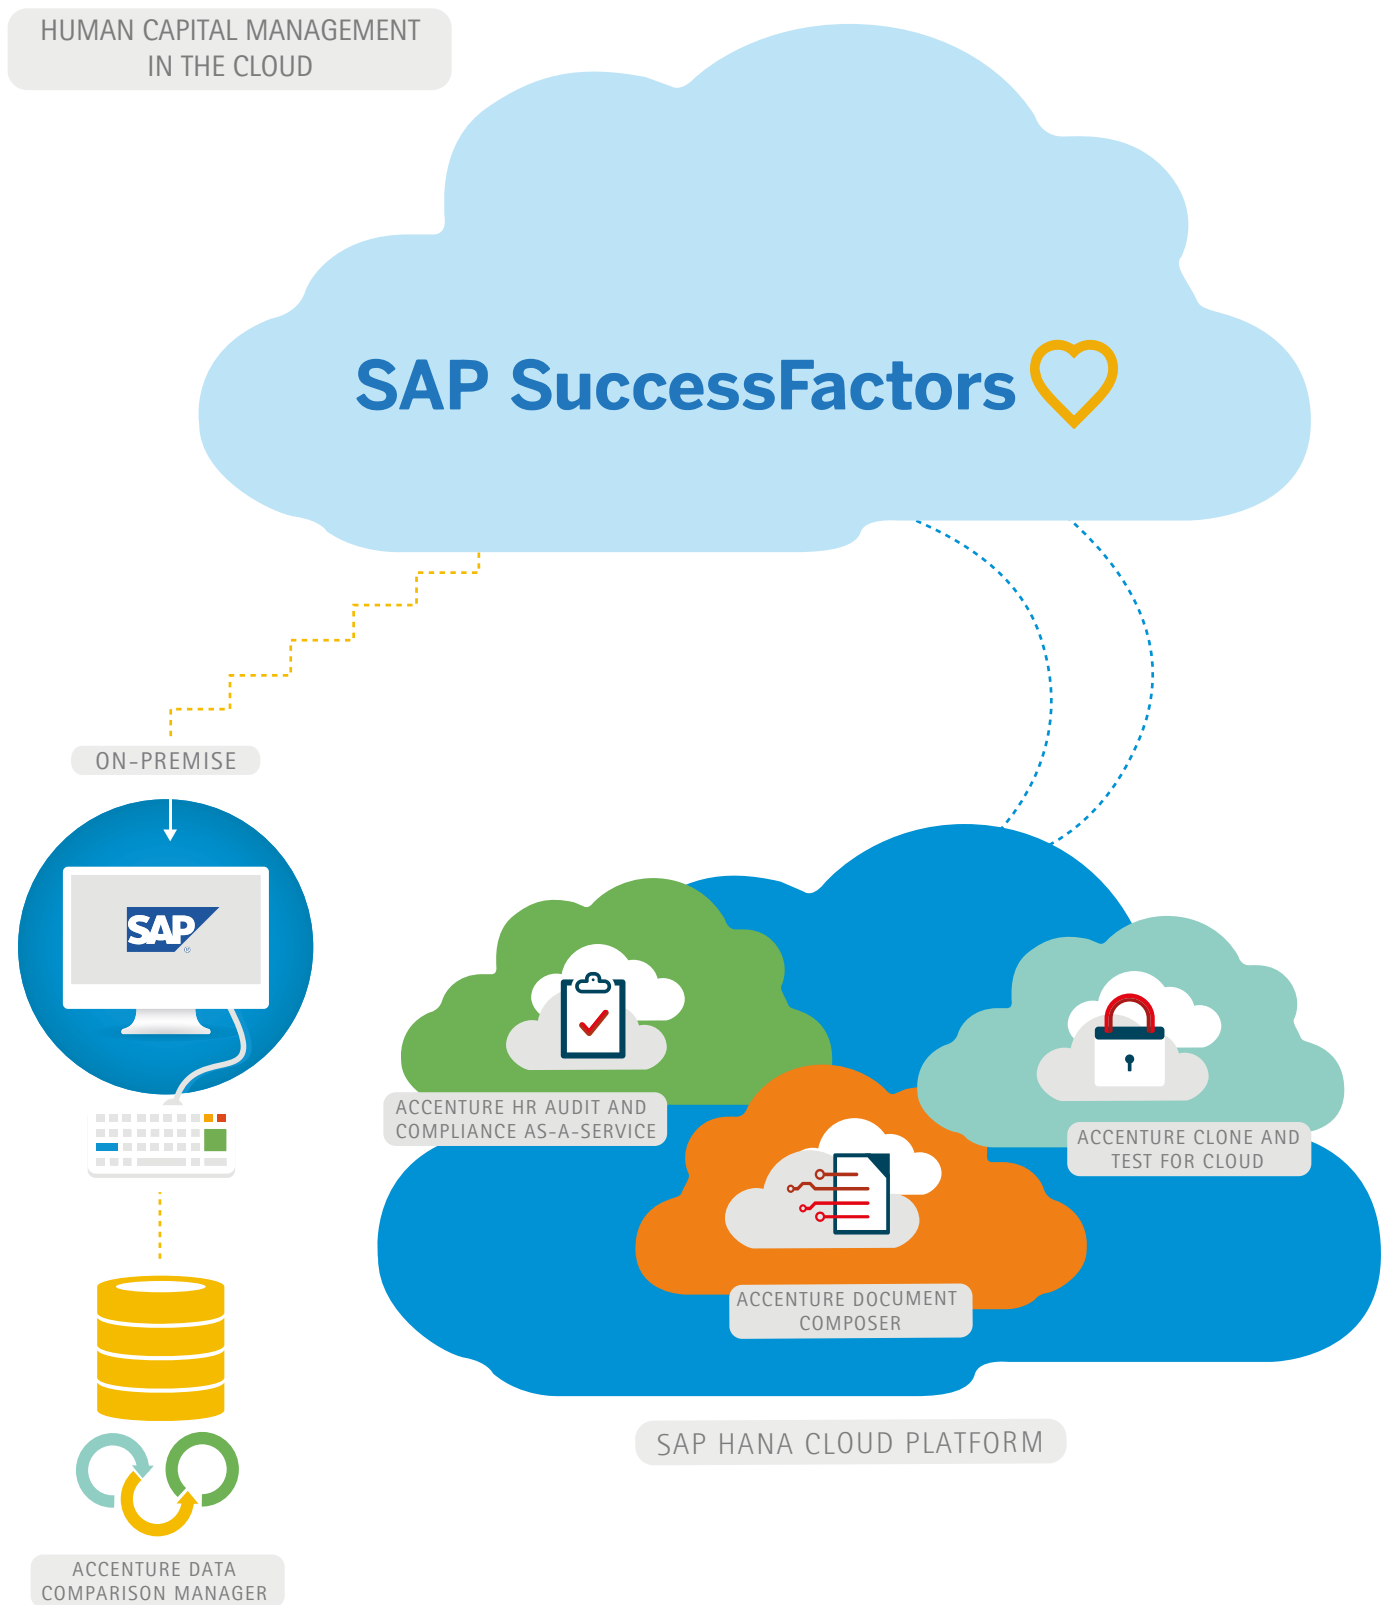 HUMAN CAPITAL MANAGEMENT
IN THE CLOUD
SAP SuccessFactors
ON-PREMISE
SAP
®
ACCENTURE HR AUDIT AND
COMPLIANCE AS-A-SERVICE
ACCENTURE CLONE AND
TEST FOR CLOUD
ACCENTURE DOCUMENT
COMPOSER
SAP HANA CLOUD PLATFORM
ACCENTURE DATA
COMPARISON MANAGER